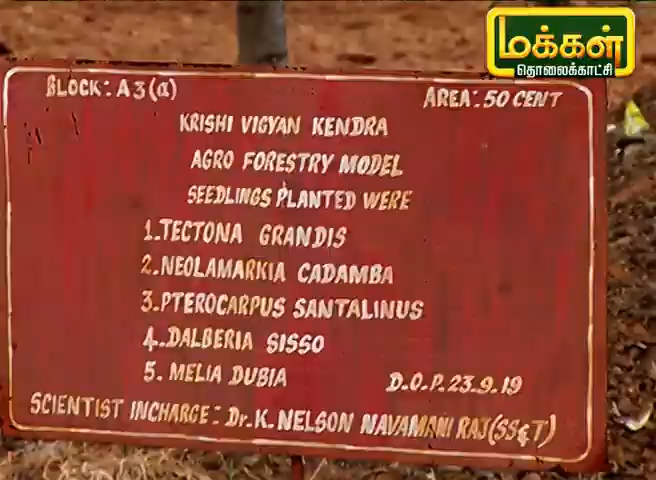 மக்கள்
தொலைக்காட்சி
BLOCK: A3(a) AREA: 50 CENT
KRISHI VIGYAN KENDRA
AGRO FORESTRY MODEL
SEEDLINGS PLANTED WERE
1.TECTONA GRANDIS
2.NEOLAMARKIA CADAMBA
3.PTEROCARPUS SANTALINUS
4.DALBERIA SISSO
5. MELIA DUBIA D.O.P. 23.9.19
SCIENTIST INCHARGE: Dr.K.NELSON NAVAMANI RAJ(SS&T)